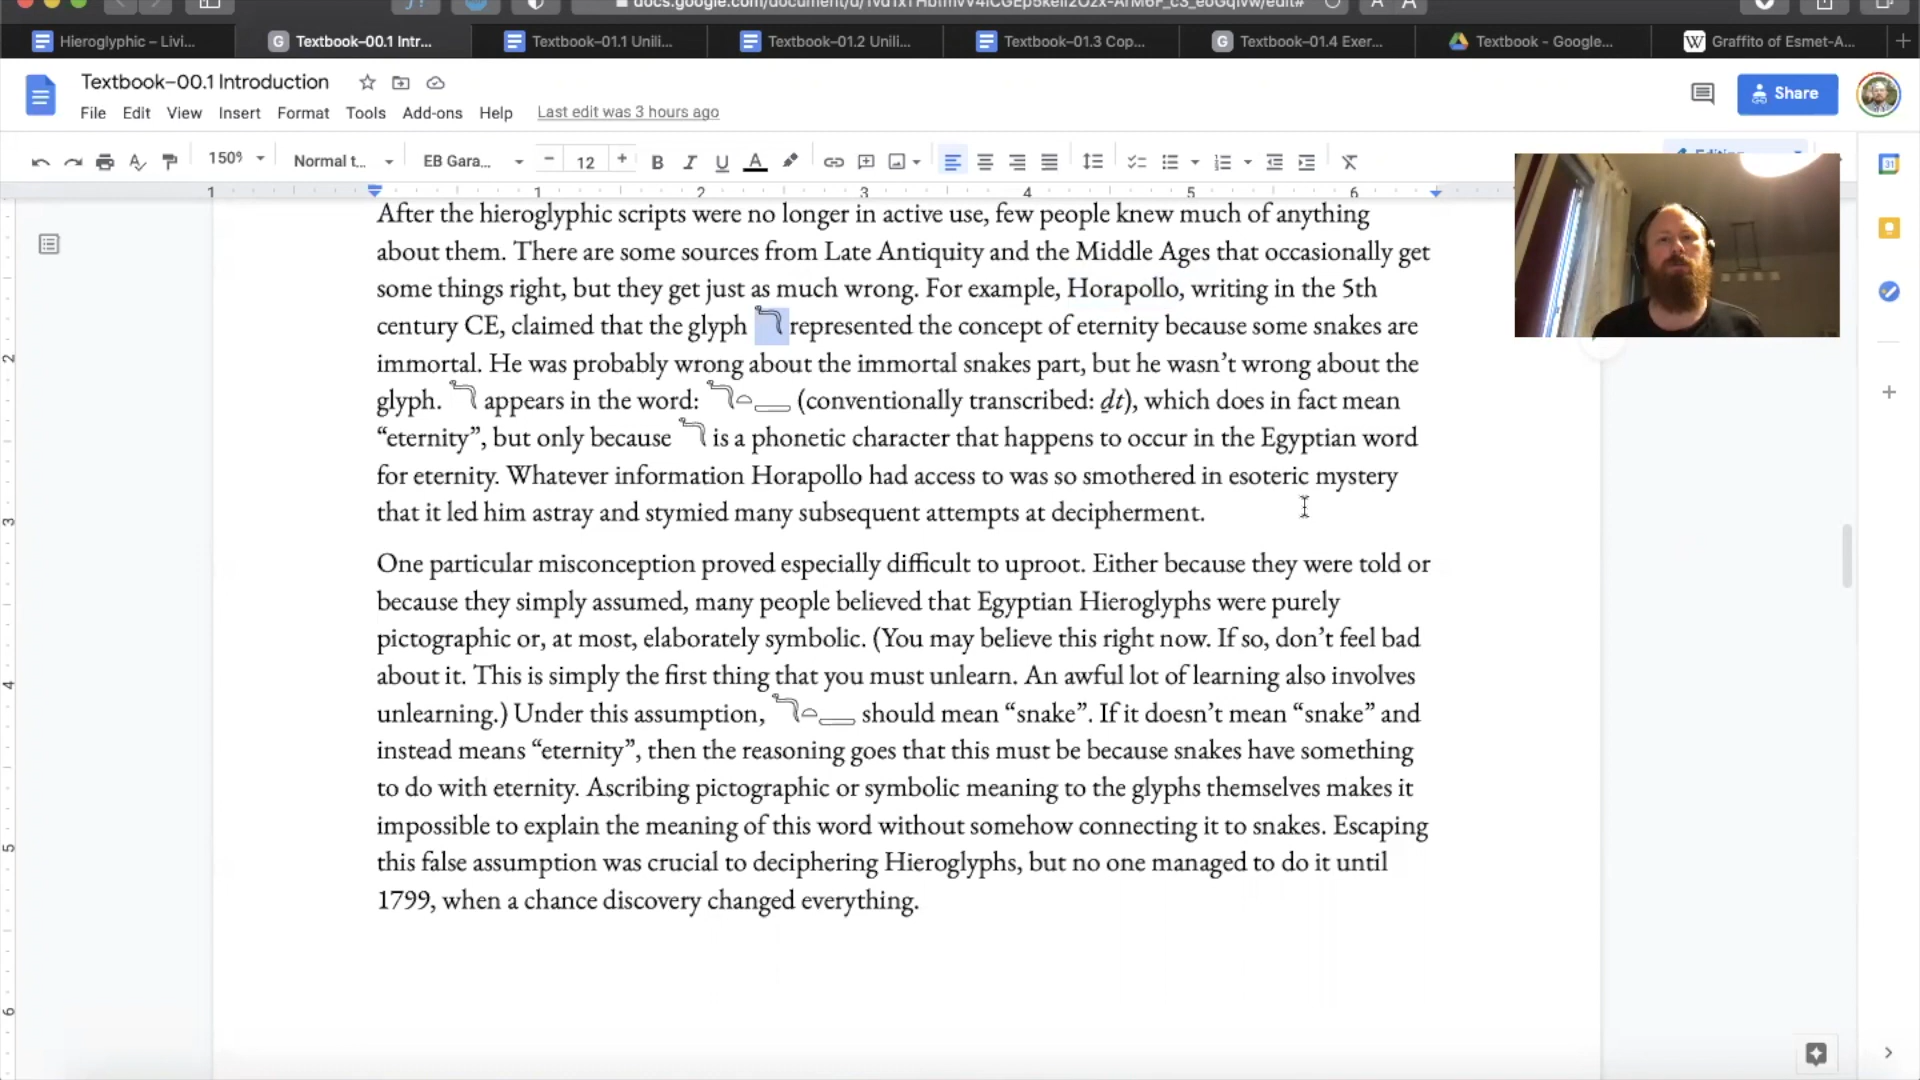 Hieroglyphic – Livi...
Textbook–00.1 Intr...
Textbook–01.1 Unili...
Textbook–01.2 Unili...
Textbook–01.3 Cop...
Textbook–01.4 Exer...
Textbook - Google...
W Graffito of Esmet-A...
Textbook–00.1 Introduction
File Edit View Insert Format Tools Add-ons Help Last edit was 3 hours ago
Share
150% Normal t... EB Gara... 12 B I U A
1 1 2 3 4 5 6
After the hieroglyphic scripts were no longer in active use, few people knew much of anything
about them. There are some sources from Late Antiquity and the Middle Ages that occasionally get
some things right, but they get just as much wrong. For example, Horapollo, writing in the 5th
century CE, claimed that the glyph 𓆓 represented the concept of eternity because some snakes are
immortal. He was probably wrong about the immortal snakes part, but he wasn’t wrong about the
glyph. 𓆓 appears in the word: 𓆓𓏏𓇿 (conventionally transcribed: ḏt), which does in fact mean
“eternity”, but only because 𓆓 is a phonetic character that happens to occur in the Egyptian word
for eternity. Whatever information Horapollo had access to was so smothered in esoteric mystery
that it led him astray and stymied many subsequent attempts at decipherment.
One particular misconception proved especially difficult to uproot. Either because they were told or
because they simply assumed, many people believed that Egyptian Hieroglyphs were purely
pictographic or, at most, elaborately symbolic. (You may believe this right now. If so, don’t feel bad
about it. This is simply the first thing that you must unlearn. An awful lot of learning also involves
unlearning.) Under this assumption, 𓆓𓏏𓇿 should mean “snake”. If it doesn’t mean “snake” and
instead means “eternity”, then the reasoning goes that this must be because snakes have something
to do with eternity. Ascribing pictographic or symbolic meaning to the glyphs themselves makes it
impossible to explain the meaning of this word without somehow connecting it to snakes. Escaping
this false assumption was crucial to deciphering Hieroglyphs, but no one managed to do it until
1799, when a chance discovery changed everything.
2
3
4
5
6